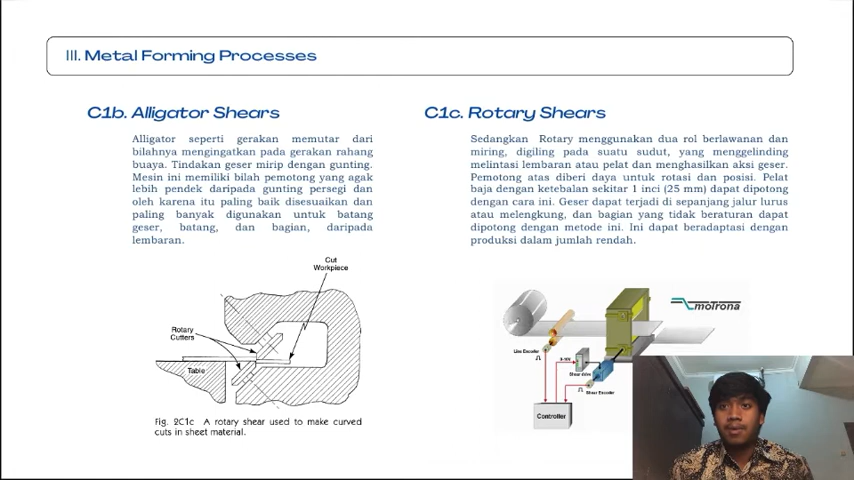 III. Metal Forming Processes
C1b. Alligator Shears
Alligator seperti gerakan memutar dari
bilahnya mengingatkan pada gerakan rahang
buaya. Tindakan geser mirip dengan gunting.
Mesin ini memiliki bilah pemotong yang agak
lebih pendek daripada gunting persegi dan
oleh karena itu paling baik disesuaikan dan
paling banyak digunakan untuk batang
geser, batang, dan bagian, daripada
lembaran.
Cut
Workpiece
Rotary
Cutters
Table
Fig. 2C1c A rotary shear used to make curved
cuts in sheet material.
C1c. Rotary Shears
Sedangkan Rotary menggunakan dua rol berlawanan dan
miring, digiling pada suatu sudut, yang menggelinding
melintasi lembaran atau pelat dan menghasilkan aksi geser.
Pemotong atas diberi daya untuk rotasi dan posisi. Pelat
baja dengan ketebalan sekitar 1 inci (25 mm) dapat dipotong
dengan cara ini. Geser dapat terjadi di sepanjang jalur lurus
atau melengkung, dan bagian yang tidak beraturan dapat
dipotong dengan metode ini. Ini dapat beradaptasi dengan
produksi dalam jumlah rendah.
motrona
Line Encoder
Shear drive
Shear Encoder
Controller